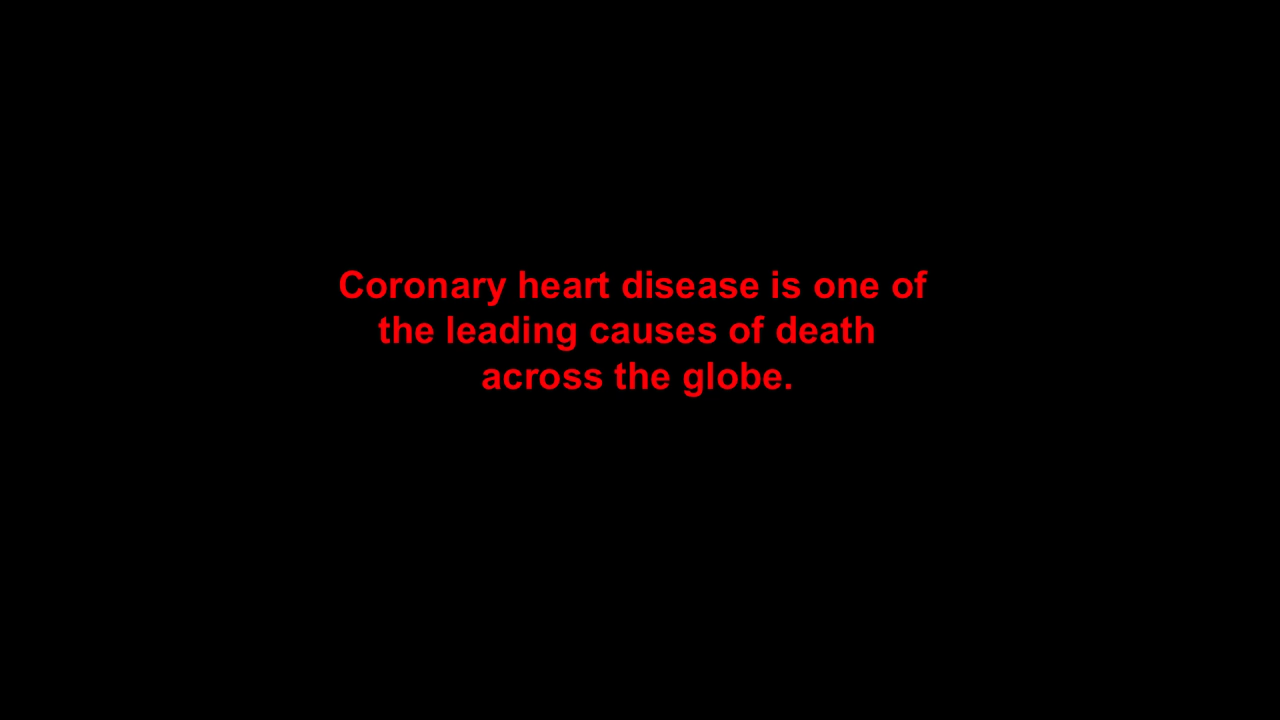 Coronary heart disease is one of
the leading causes of death
across the globe.